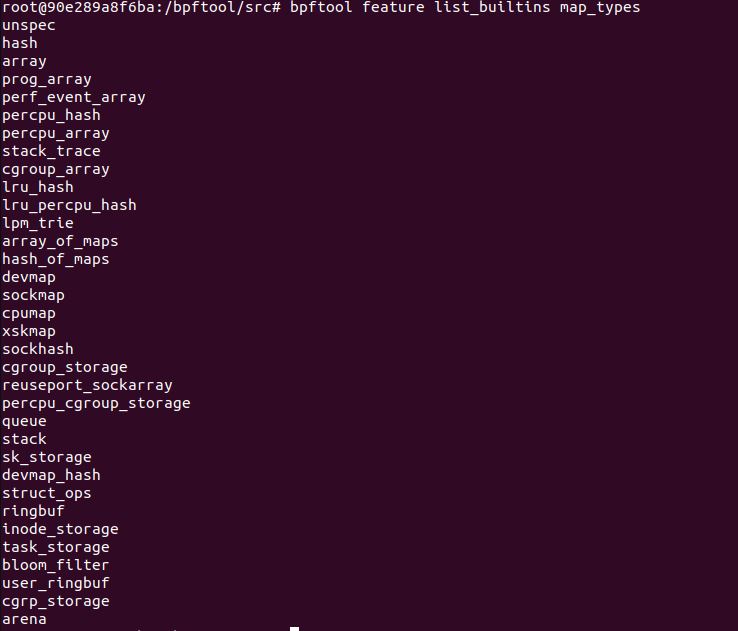 root@90e289a8f6ba:/bpftool/src# bpftool feature list_builtins map_types
unspec
hash
array
prog_array
perf_event_array
percpu_hash
percpu_array
stack_trace
cgroup_array
lru_hash
lru_percpu_hash
lpm_trie
array_of_maps
hash_of_maps
devmap
sockmap
cpumap
xskmap
sockhash
cgroup_storage
reuseport_sockarray
percpu_cgroup_storage
queue
stack
sk_storage
devmap_hash
struct_ops
ringbuf
inode_storage
task_storage
bloom_filter
user_ringbuf
cgrp_storage
arena